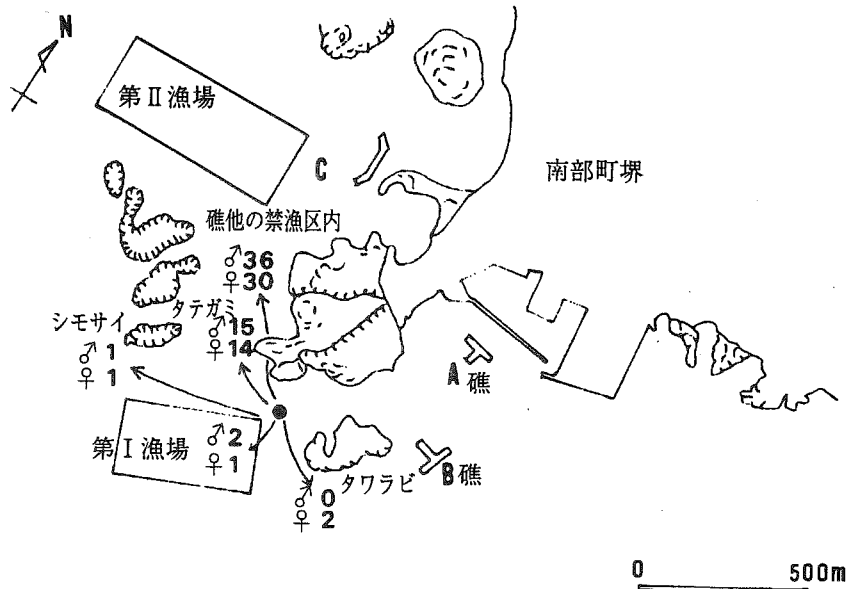 N
第Ⅱ漁場
C
南部町堺
礁他の禁漁区内
♂36
♀30
タテガミ
♂15
♀14
シモサイ
♂1
♀1
A礁
第Ⅰ漁場
♂2
♀1
タワラビ
B礁
♂0
♀2
0 500m